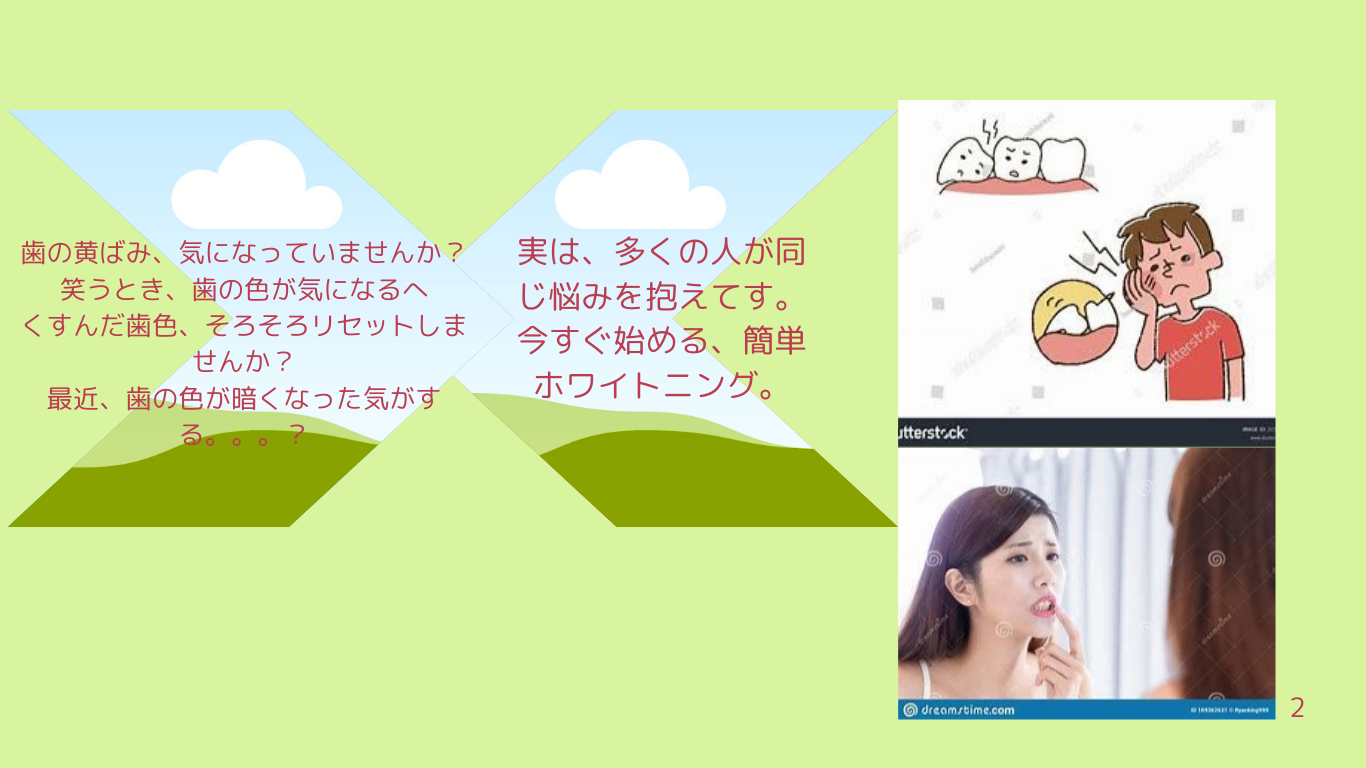 歯の黄ばみ、気になっていませんか？
笑うとき、歯の色が気になるへ
くすんだ歯色、そろそろリセットしま
せんか？
最近、歯の色が暗くなった気がす
る。。。？
実は、多くの人が同
じ悩みを抱えてす。
今すぐ始める、簡単
ホワイトニング。
utterstock
dreamstime.com
2